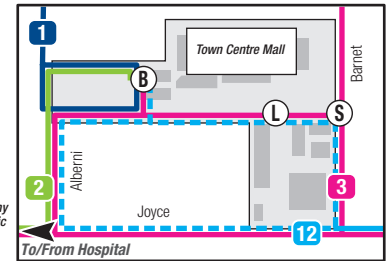 1
B
Town Centre Mall
Barnet
L
S
Alberni
2
3
Joyce
12
To/From Hospital